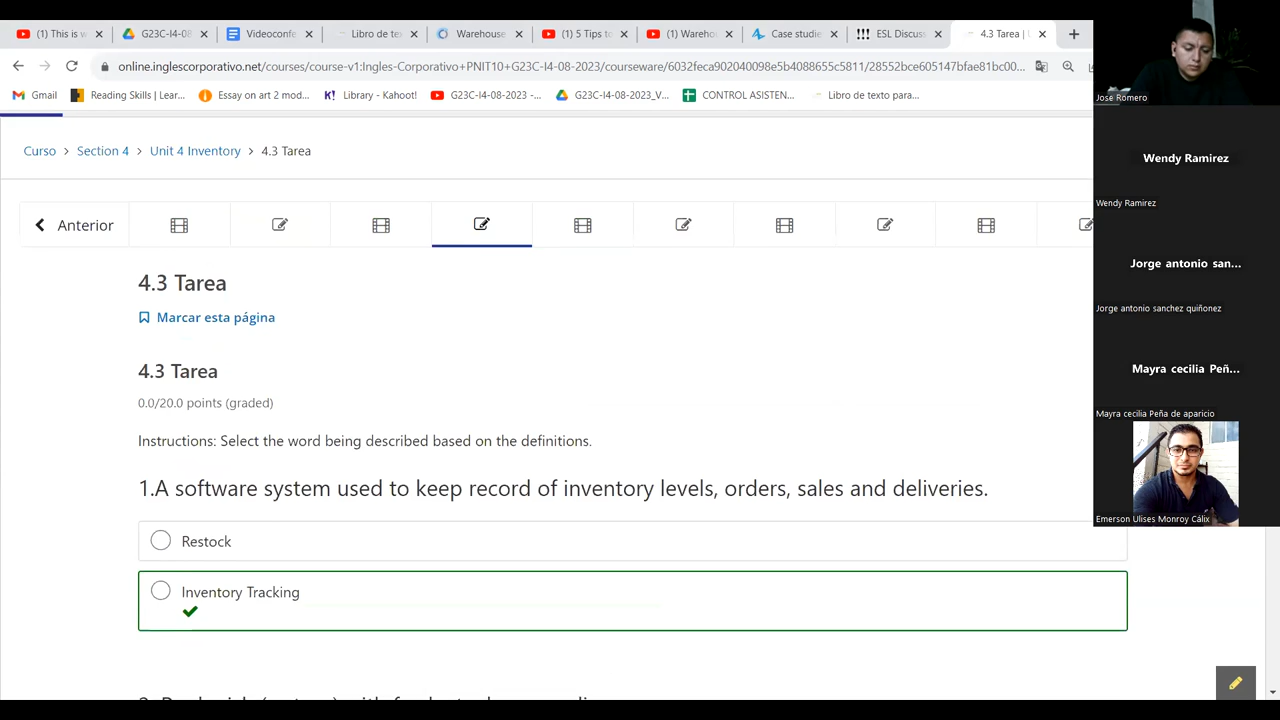 (1) This is w
G23C-I4-08
Videoconfe
Libro de tex
Warehouse
(1) 5 Tips to
(1) Warehou
Case studie
ESL Discuss
4.3 Tarea | U
online.inglescorporativo.net/courses/course-v1:Ingles-Corporativo+PNIT13+G23C-I4-08-2023/courseware/6032feca902040098e5b4088655c5811/28552bce605147bfae81bc00...
Gmail
Reading Skills | Lear...
Essay on art 2 mod...
Library - Kahoot!
G23C-I4-08-2023 -...
G23C-I4-08-2023_V...
CONTROL ASISTEN...
Libro de texto para...
Curso > Section 4 > Unit 4 Inventory > 4.3 Tarea
Anterior
4.3 Tarea
Marcar esta página
4.3 Tarea
0.0/20.0 points (graded)
Instructions: Select the word being described based on the definitions.
1.A software system used to keep record of inventory levels, orders, sales and deliveries.
Restock
Inventory Tracking
Jose Romero
Wendy Ramirez
Wendy Ramirez
Jorge antonio san...
Jorge antonio sanchez quiñonez
Mayra cecilia Peñ...
Mayra cecilia Peña de aparicio
Emerson Ulises Monroy Cálix